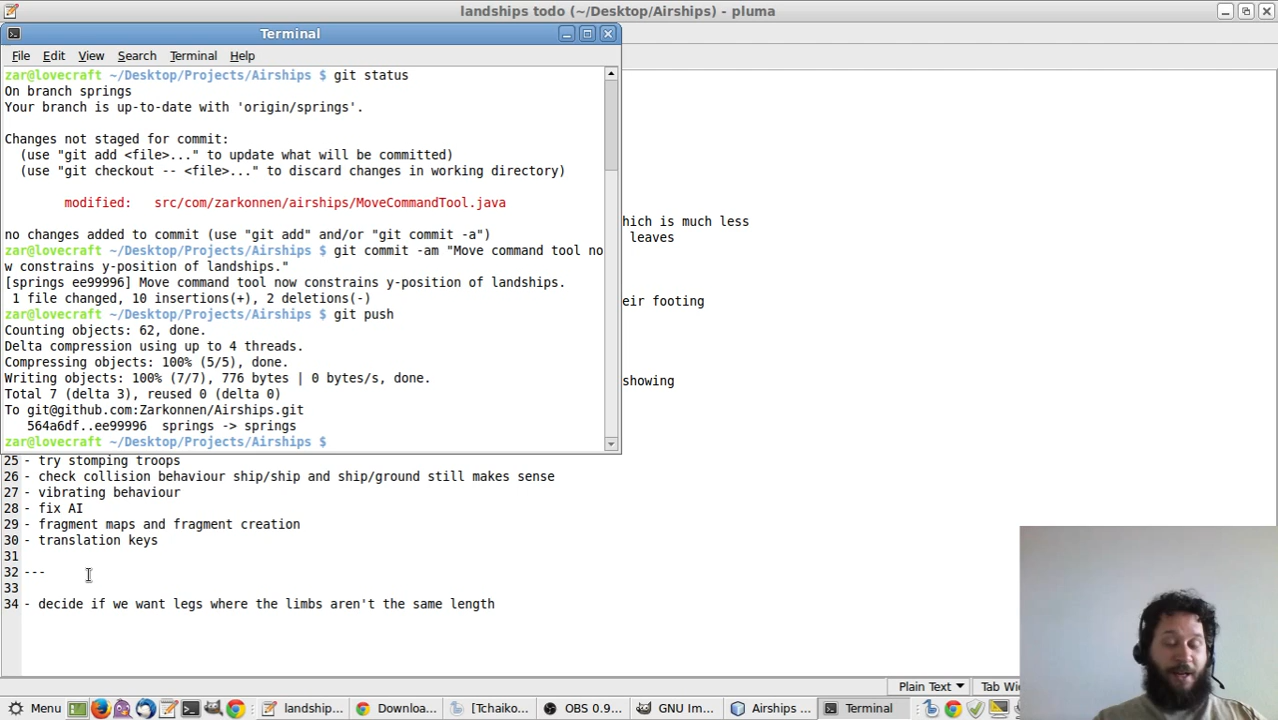 landships todo (~/Desktop/Airships) - pluma
Terminal
File Edit View Search Terminal Help
zar@lovecraft ~/Desktop/Projects/Airships $ git status
On branch springs
Your branch is up-to-date with 'origin/springs'.
Changes not staged for commit:
(use "git add <file>..." to update what will be committed)
(use "git checkout -- <file>..." to discard changes in working directory)
modified: src/com/zarkonnen/airships/MoveCommandTool.java
no changes added to commit (use "git add" and/or "git commit -a")
zar@lovecraft ~/Desktop/Projects/Airships $ git commit -am "Move command tool no
w constrains y-position of landships."
[springs ee99996] Move command tool now constrains y-position of landships.
1 file changed, 10 insertions(+), 2 deletions(-)
zar@lovecraft ~/Desktop/Projects/Airships $ git push
Counting objects: 62, done.
Delta compression using up to 4 threads.
Compressing objects: 100% (5/5), done.
Writing objects: 100% (7/7), 776 bytes | 0 bytes/s, done.
Total 7 (delta 3), reused 0 (delta 0)
To git@github.com:Zarkonnen/Airships.git
564a6df..ee99996 springs -> springs
zar@lovecraft ~/Desktop/Projects/Airships $
hich is much less
leaves
eir footing
showing
25 - try stomping troops
26 - check collision behaviour ship/ship and ship/ground still makes sense
27 - vibrating behaviour
28 - fix AI
29 - fragment maps and fragment creation
30 - translation keys
31
32 ---
33
34 - decide if we want legs where the limbs aren't the same length
Plain Text Tab Wi
Menu landship... Downloa... [Tchaiko... OBS 0.9... GNU Im... Airships ... Terminal